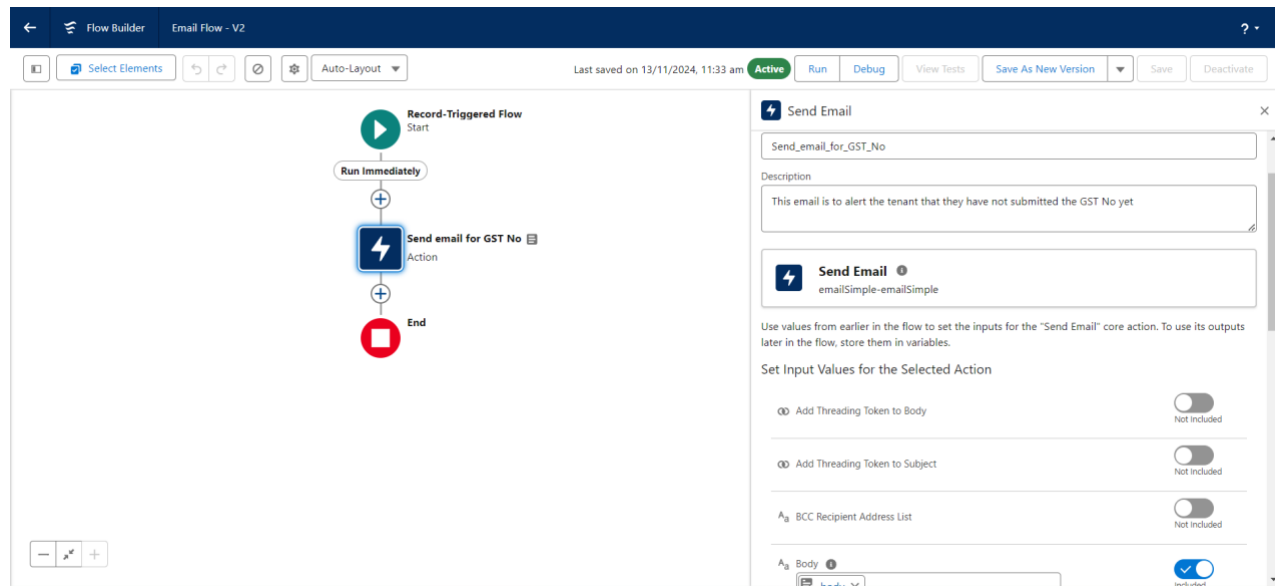 Flow Builder
Email Flow - V2
?
Select Elements
Auto-Layout
Last saved on 13/11/2024, 11:33 am
Active
Run
Debug
View Tests
Save As New Version
Save
Deactivate
Record-Triggered Flow
Start
Run Immediately
Send email for GST No
Action
End
Send Email
Send_email_for_GST_No
Description
This email is to alert the tenant that they have not submitted the GST No yet
Send Email
emailSimple-emailSimple
Use values from earlier in the flow to set the inputs for the "Send Email" core action. To use its outputs
later in the flow, store them in variables.
Set Input Values for the Selected Action
Add Threading Token to Body
Not Included
Add Threading Token to Subject
Not Included
Aa BCC Recipient Address List
Not Included
Aa Body
body
Included